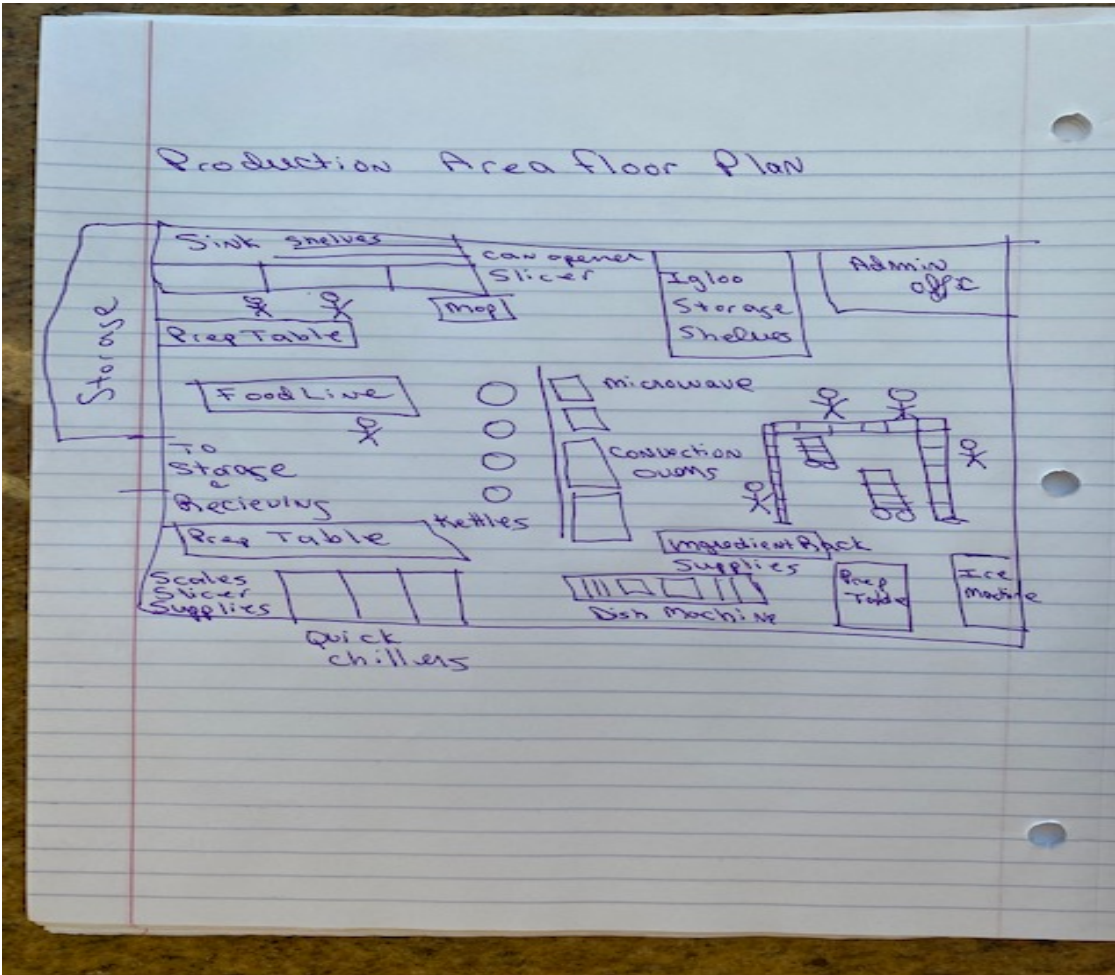 Production Area Floor Plan
Sink Shelves
can opener
Slicer
Mop
Igloo
Storage
Shelves
Admin
offic
Storage
Prep Table
Food Line
microwave
To
Storage
&
Recieving
Convection
ovens
Kettles
Prep Table
Ingredient Rack
Supplies
Scales
Slicer
Supplies
Prep
Table
Ice
Machine
Dish Machine
Quick
chillers